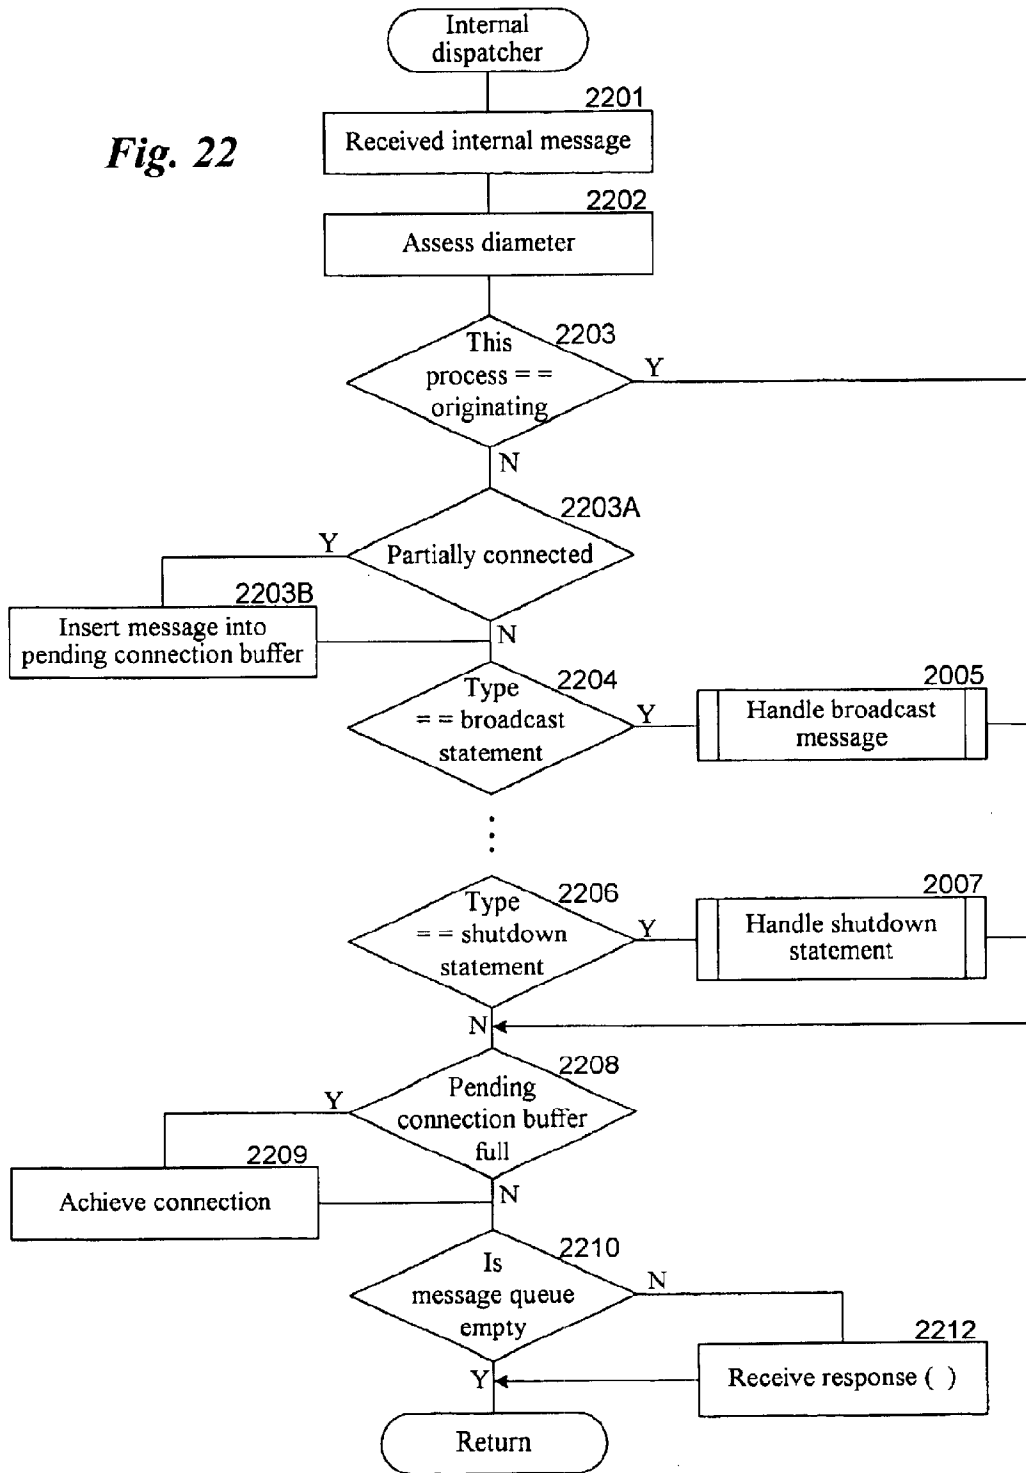 Internal
dispatcher
Fig. 22
2201
Received internal message
2202
Assess diameter
2203
This
process = =
originating
Y
N
2203A
Partially connected
Y
N
2203B
Insert message into
pending connection buffer
2204
Type
= = broadcast
statement
Y
2005
Handle broadcast
message
2206
Type
= = shutdown
statement
Y
2007
Handle shutdown
statement
N
2208
Pending
connection buffer
full
Y
N
2209
Achieve connection
2210
Is
message queue
empty
N
2212
Receive response ( )
Y
Return